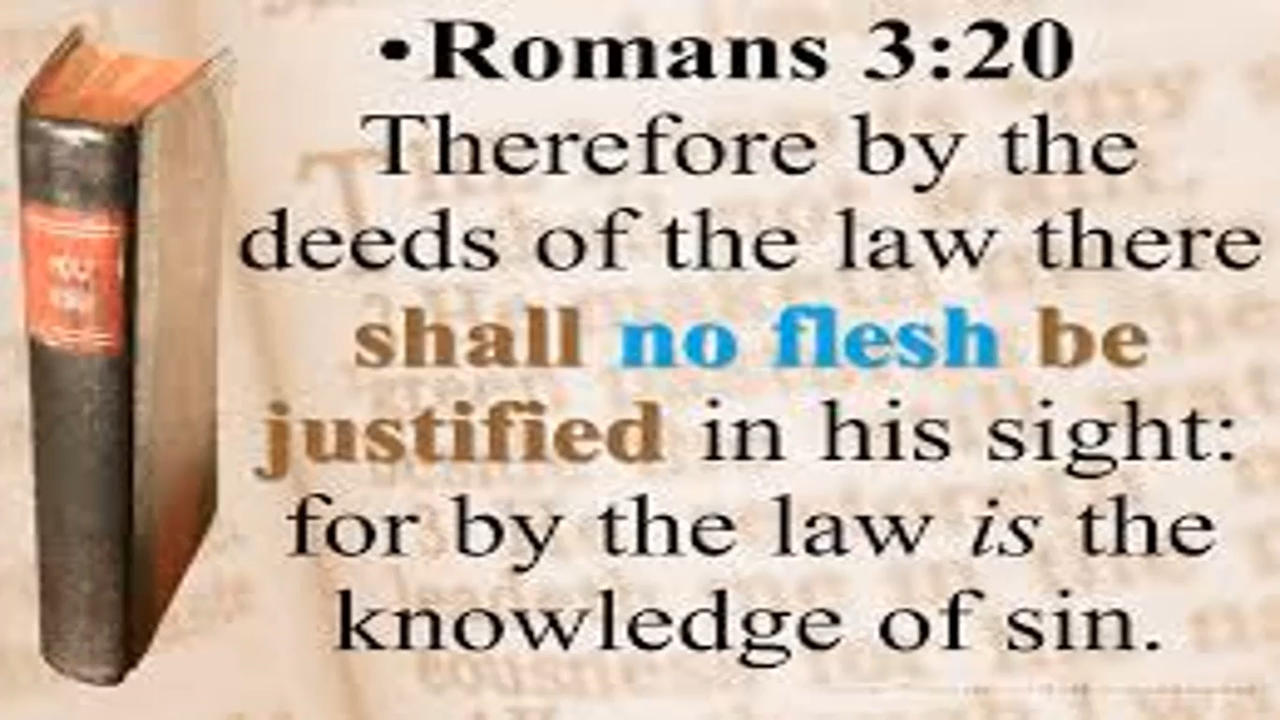 •Romans 3:20
Therefore by the
deeds of the law there
shall no flesh be
justified in his sight:
for by the law is the
knowledge of sin.